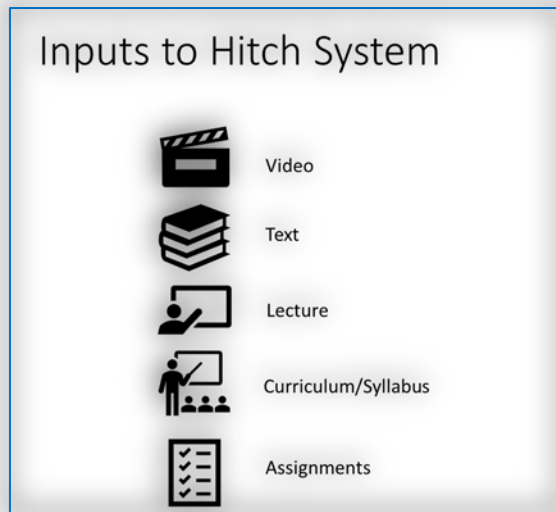 Inputs to Hitch System
Video
Text
Lecture
Curriculum/Syllabus
Assignments